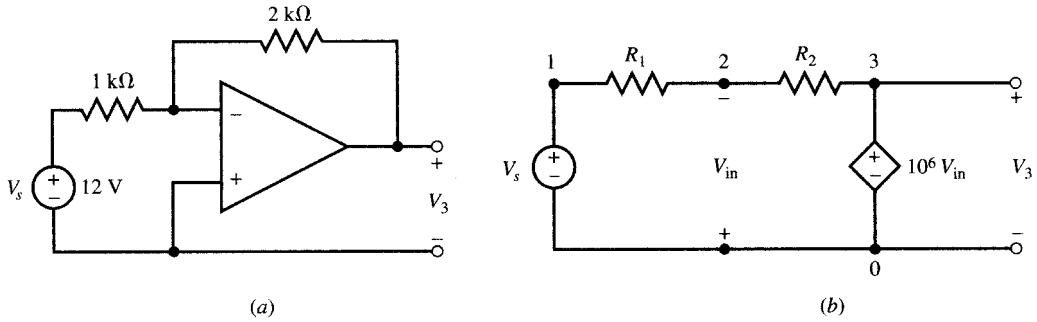 2 kΩ
1 kΩ
−
+
Vs
+
−
12 V
+
V3
−
(a)
1
R1
2
R2
3
−
+
Vs
+
−
Vin
+
−
10^6 Vin
+
V3
−
0
(b)